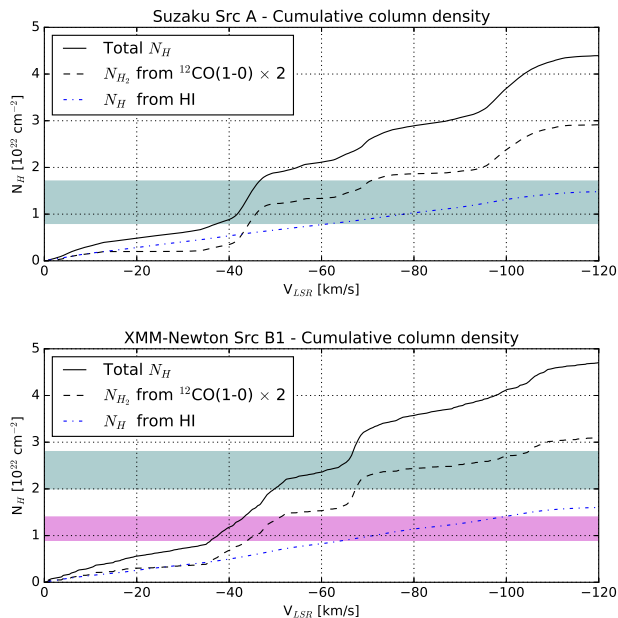 Suzaku Src A - Cumulative column density
5
4
3
2
1
0
N_H [10^22 cm^−2]
Total N_H
N_H_2 from ^12CO(1-0) × 2
N_H from HI
0 −20 −40 −60 −80 −100 −120
V_LSR [km/s]
XMM-Newton Src B1 - Cumulative column density
5
4
3
2
1
0
N_H [10^22 cm^−2]
Total N_H
N_H_2 from ^12CO(1-0) × 2
N_H from HI
0 −20 −40 −60 −80 −100 −120
V_LSR [km/s]